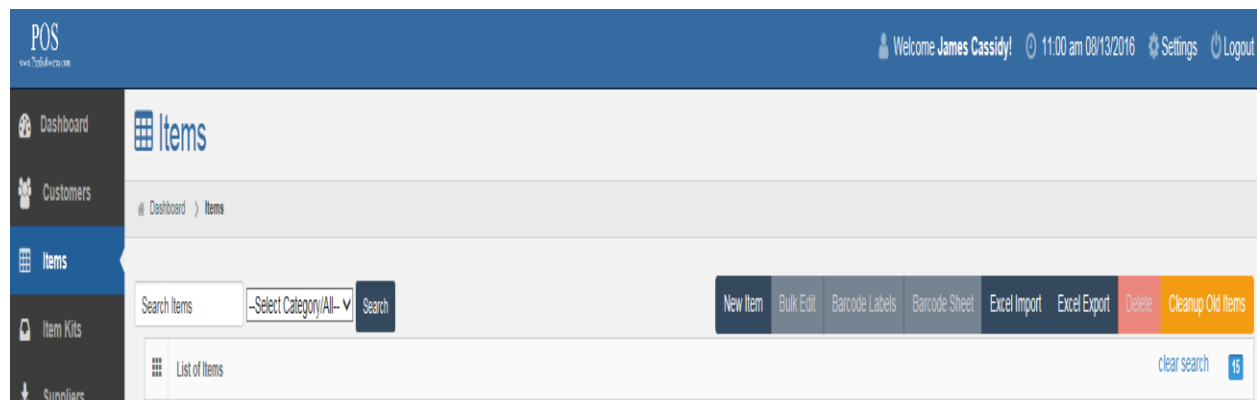 POS
Welcome James Cassidy! 11:00 am 08/13/2016 Settings Logout
Dashboard
Items
Customers
Dashboard > Items
Items
Search Items --Select Category/All-- Search New Item Bulk Edit Barcode Labels Barcode Sheet Excel Import Excel Export Delete Cleanup Old Items
Item Kits
List of Items clear search 15
Suppliers